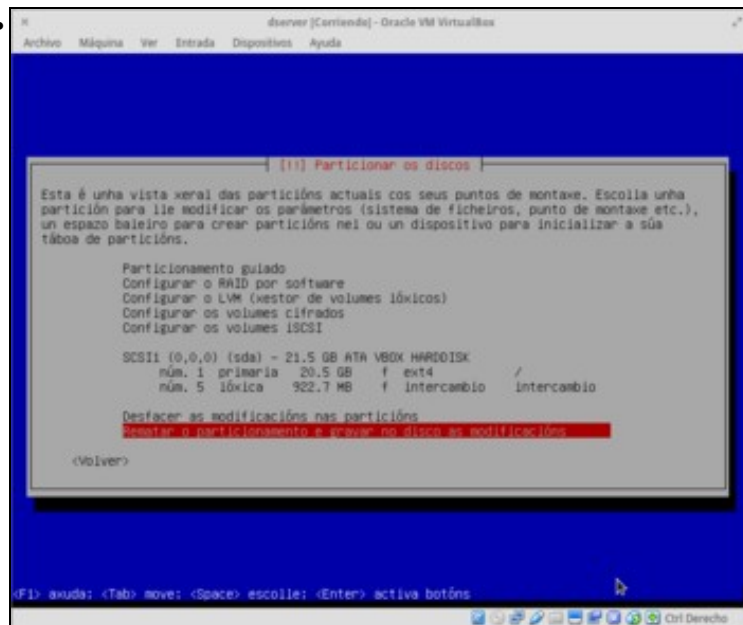 dserver [Corriendo] - Oracle VM VirtualBox
Archivo Máquina Ver Entrada Dispositivos Ayuda
[!!] Particionar os discos
Esta é unha vista xeral das particións actuais cos seus puntos de montaxe. Escolla unha
partición para lle modificar os parámetros (sistema de ficheiros, punto de montaxe etc.),
un espazo baleiro para crear particións nel ou un dispositivo para inicializar a súa
táboa de particións.
Particionamento guiado
Configurar o RAID por software
Configurar o LVM (xestor de volumes lóxicos)
Configurar os volumes cifrados
Configurar os volumes iSCSI
SCSI1 (0,0,0) (sda) - 21.5 GB ATA VBOX HARDDISK
núm. 1 primaria 20.5 GB f ext4 /
núm. 5 lóxica 922.7 MB f intercambio intercambio
Desfacer as modificacións nas particións
Rematar o particionamento e gravar no disco as modificacións
<Volver>
<F1> axuda; <Tab> move; <Space> escolle; <Enter> activa botóns
Ctrl Derecho